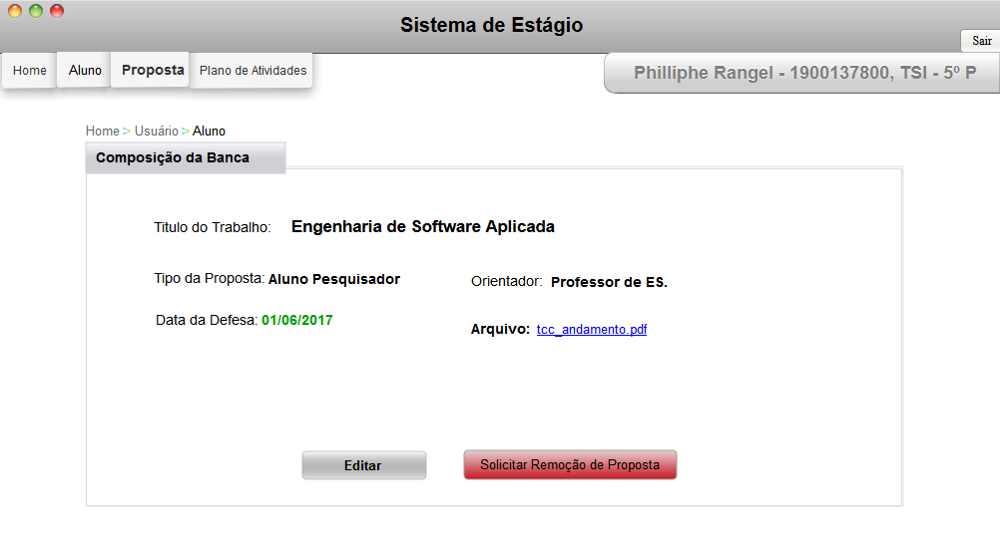 Sistema de Estágio
Sair
Home Aluno Proposta Plano de Atividades
Philliphe Rangel - 1900137800, TSI - 5º P
Home > Usuário > Aluno
Composição da Banca
Titulo do Trabalho: Engenharia de Software Aplicada
Tipo da Proposta: Aluno Pesquisador
Orientador: Professor de ES.
Data da Defesa: 01/06/2017
Arquivo: tcc_andamento.pdf
Editar
Solicitar Remoção de Proposta